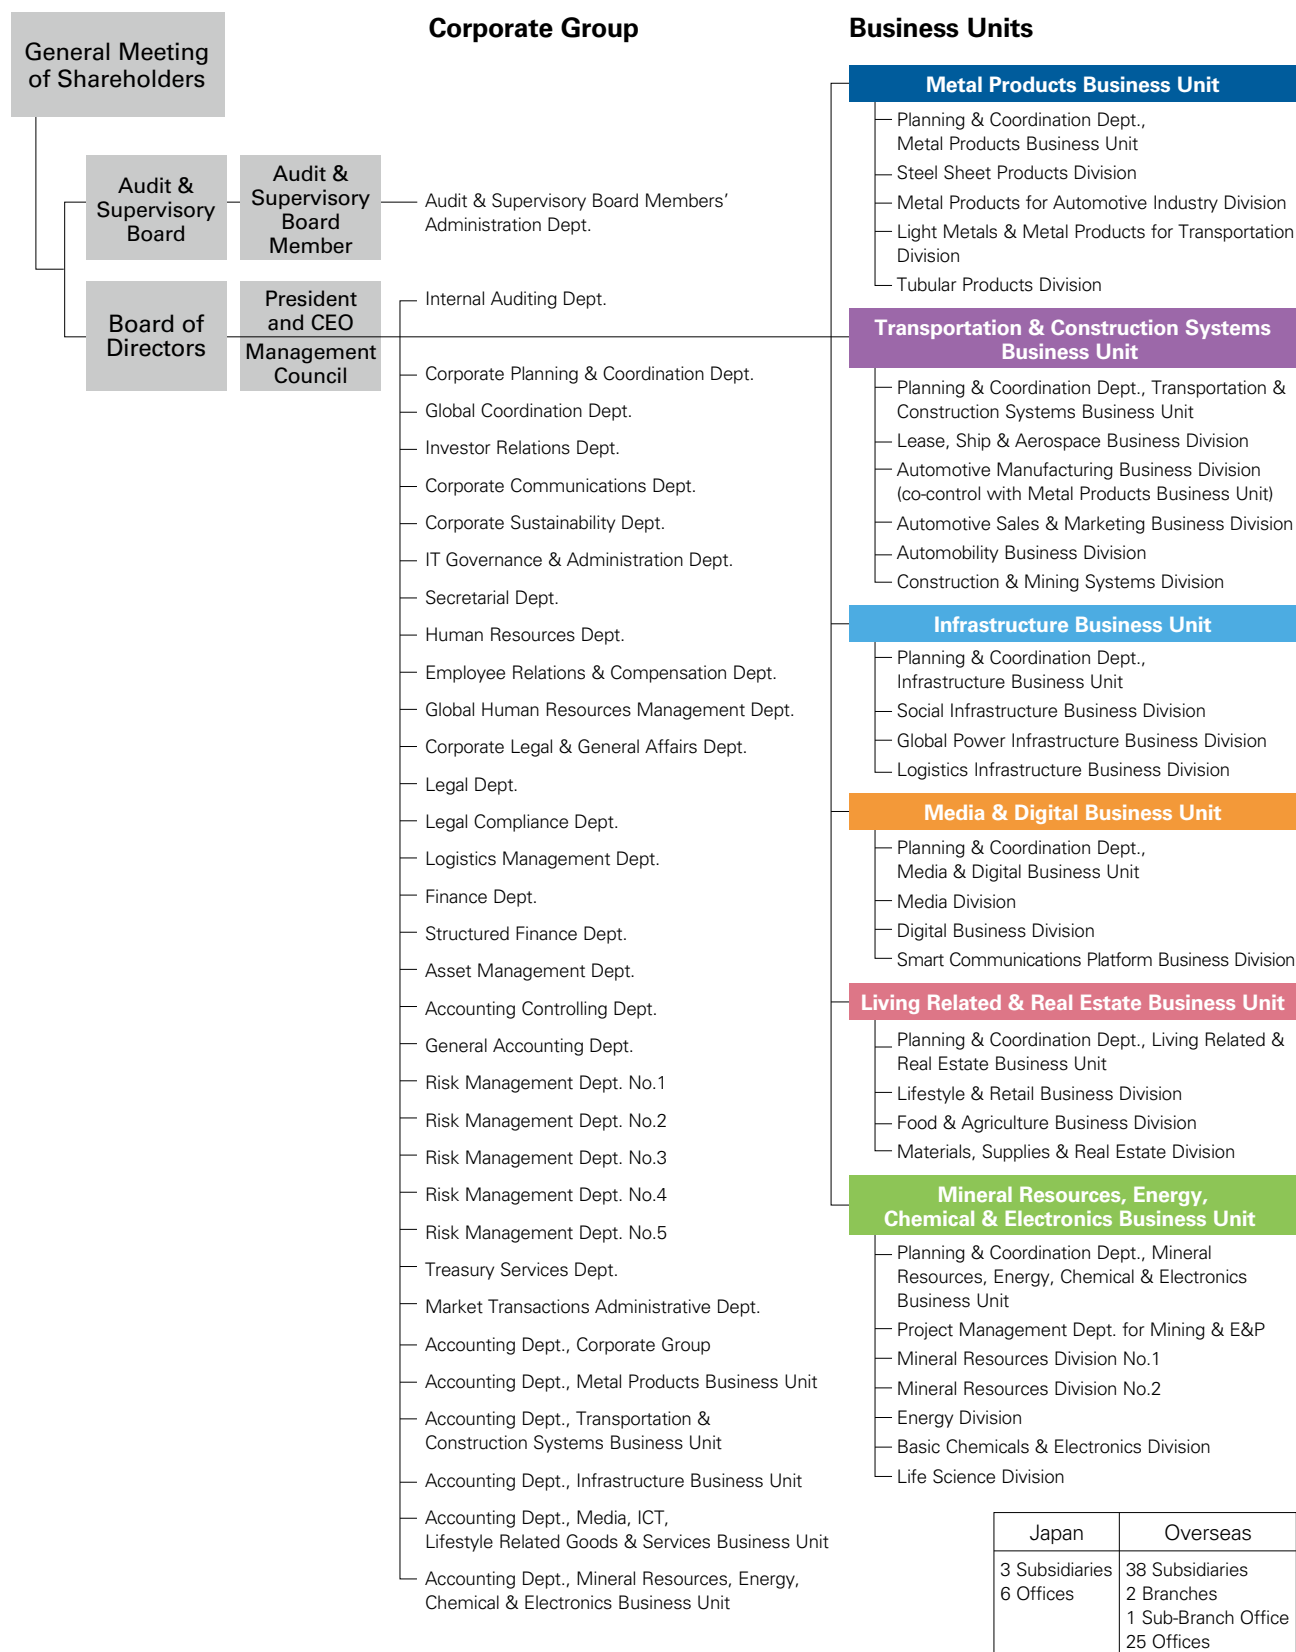 General Meeting
of Shareholders
Audit &
Supervisory
Board
Audit &
Supervisory
Board
Member
Board of
Directors
President
and CEO
Management
Council
Corporate Group
Audit & Supervisory Board Members’
Administration Dept.
Internal Auditing Dept.
Corporate Planning & Coordination Dept.
Global Coordination Dept.
Investor Relations Dept.
Corporate Communications Dept.
Corporate Sustainability Dept.
IT Governance & Administration Dept.
Secretarial Dept.
Human Resources Dept.
Employee Relations & Compensation Dept.
Global Human Resources Management Dept.
Corporate Legal & General Affairs Dept.
Legal Dept.
Legal Compliance Dept.
Logistics Management Dept.
Finance Dept.
Structured Finance Dept.
Asset Management Dept.
Accounting Controlling Dept.
General Accounting Dept.
Risk Management Dept. No.1
Risk Management Dept. No.2
Risk Management Dept. No.3
Risk Management Dept. No.4
Risk Management Dept. No.5
Treasury Services Dept.
Market Transactions Administrative Dept.
Accounting Dept., Corporate Group
Accounting Dept., Metal Products Business Unit
Accounting Dept., Transportation &
Construction Systems Business Unit
Accounting Dept., Infrastructure Business Unit
Accounting Dept., Media, ICT,
Lifestyle Related Goods & Services Business Unit
Accounting Dept., Mineral Resources, Energy,
Chemical & Electronics Business Unit
Business Units
Metal Products Business Unit
Planning & Coordination Dept.,
Metal Products Business Unit
Steel Sheet Products Division
Metal Products for Automotive Industry Division
Light Metals & Metal Products for Transportation
Division
Tubular Products Division
Transportation & Construction Systems
Business Unit
Planning & Coordination Dept., Transportation &
Construction Systems Business Unit
Lease, Ship & Aerospace Business Division
Automotive Manufacturing Business Division
(co-control with Metal Products Business Unit)
Automotive Sales & Marketing Business Division
Automobility Business Division
Construction & Mining Systems Division
Infrastructure Business Unit
Planning & Coordination Dept.,
Infrastructure Business Unit
Social Infrastructure Business Division
Global Power Infrastructure Business Division
Logistics Infrastructure Business Division
Media & Digital Business Unit
Planning & Coordination Dept.,
Media & Digital Business Unit
Media Division
Digital Business Division
Smart Communications Platform Business Division
Living Related & Real Estate Business Unit
Planning & Coordination Dept., Living Related &
Real Estate Business Unit
Lifestyle & Retail Business Division
Food & Agriculture Business Division
Materials, Supplies & Real Estate Division
Mineral Resources, Energy,
Chemical & Electronics Business Unit
Planning & Coordination Dept., Mineral
Resources, Energy, Chemical & Electronics
Business Unit
Project Management Dept. for Mining & E&P
Mineral Resources Division No.1
Mineral Resources Division No.2
Energy Division
Basic Chemicals & Electronics Division
Life Science Division
Japan
3 Subsidiaries
6 Offices
Overseas
38 Subsidiaries
2 Branches
1 Sub-Branch Office
25 Offices